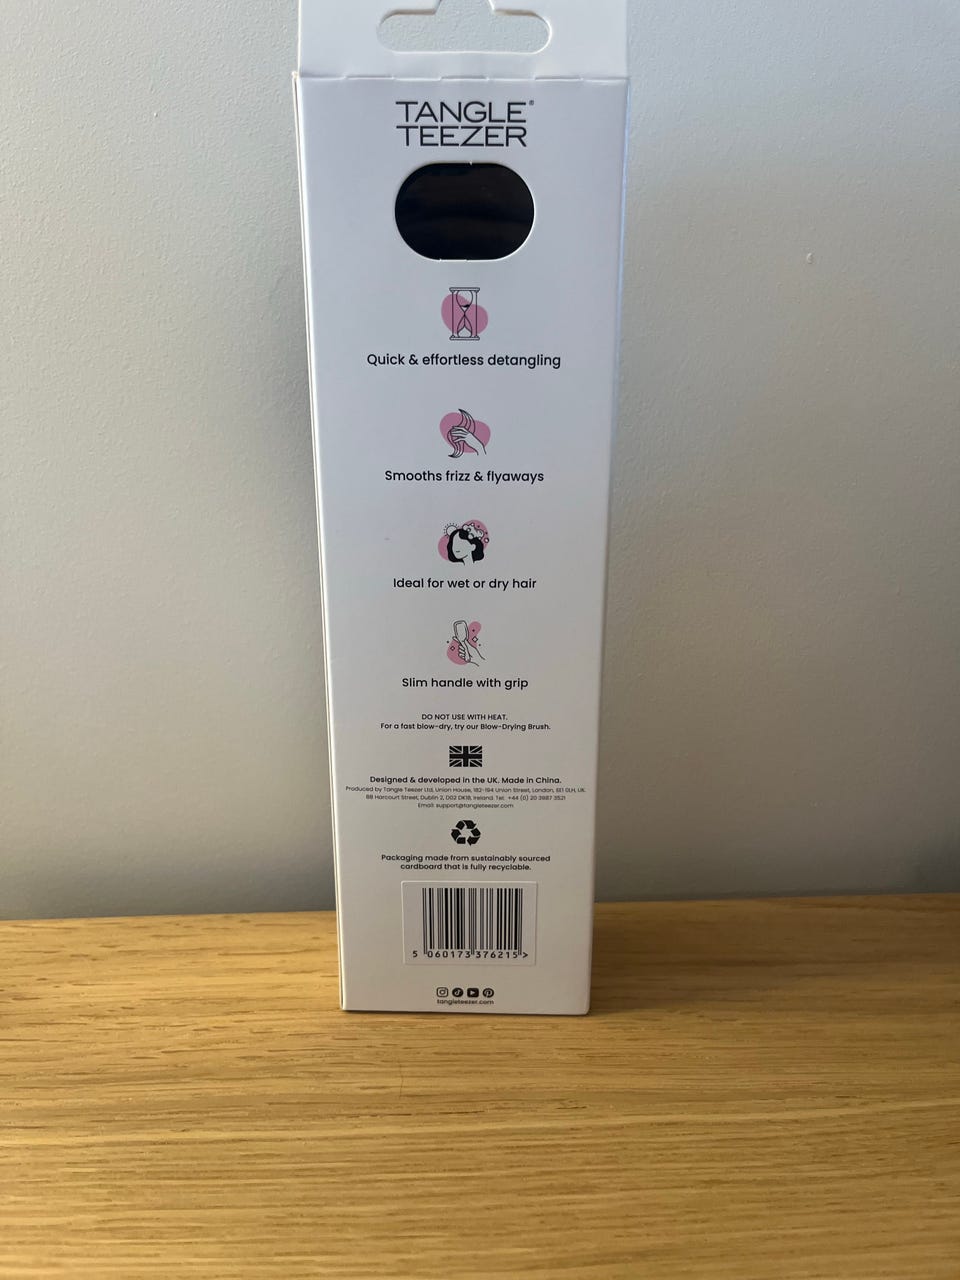 TANGLE®
TEEZER
Quick & effortless detangling
Smooths frizz & flyaways
Ideal for wet or dry hair
Slim handle with grip
DO NOT USE WITH HEAT.
For a fast blow-dry, try our Blow-Drying Brush.
Designed & developed in the UK. Made in China.
Produced by Tangle Teezer Ltd, Union House, 182-194 Union Street, London, SE1 0LH, UK.
88 Harcourt Street, Dublin 2, D02 DK18, Ireland. Tel: +44 (0) 20 3887 3521
Email: support@tangleteezer.com
Packaging made from sustainably sourced
cardboard that is fully recyclable.
5 060173 376215 >
tangleteezer.com